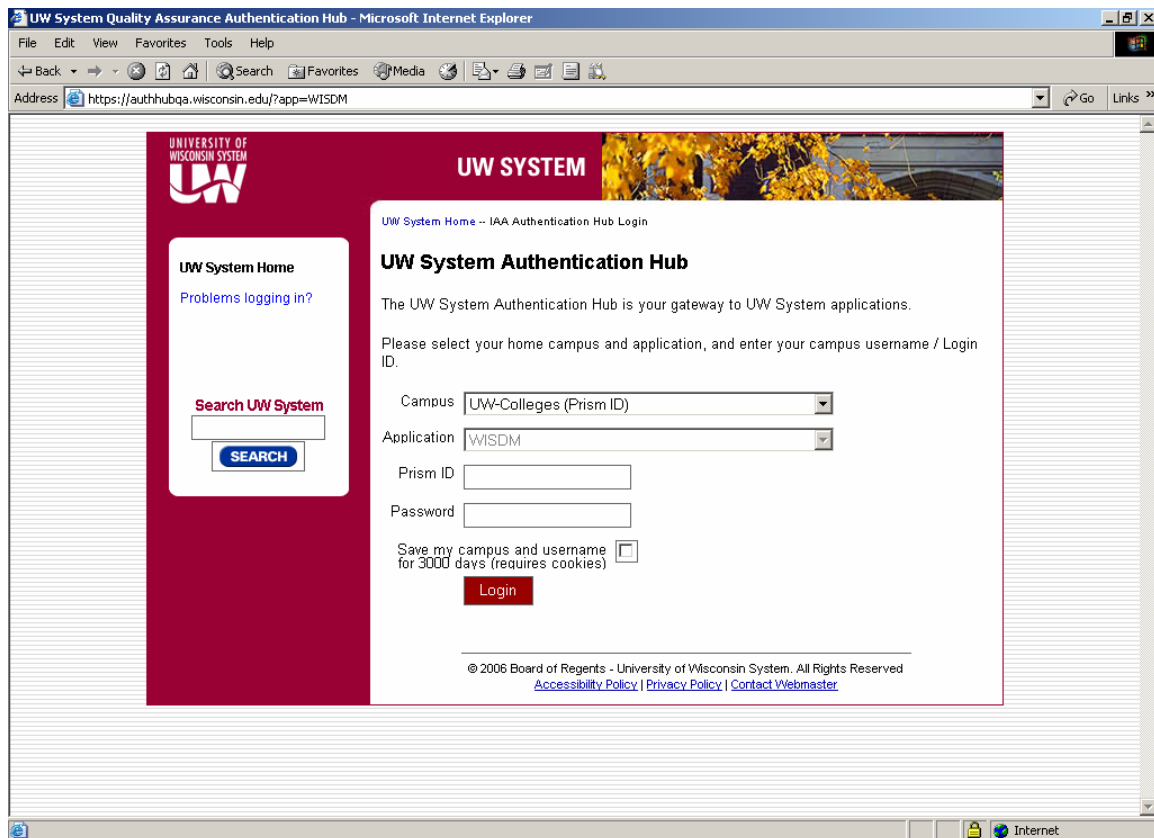 UW System Quality Assurance Authentication Hub - Microsoft Internet Explorer
File Edit View Favorites Tools Help
Back Search Favorites Media
Address https://authhubqa.wisconsin.edu/?app=WISDM Go Links »
UNIVERSITY OF
WISCONSIN SYSTEM
UW
UW SYSTEM
UW System Home -- IAA Authentication Hub Login
UW System Home
Problems logging in?
Search UW System
SEARCH
UW System Authentication Hub
The UW System Authentication Hub is your gateway to UW System applications.
Please select your home campus and application, and enter your campus username / Login
ID.
Campus UW-Colleges (Prism ID)
Application WISDM
Prism ID
Password
Save my campus and username
for 3000 days (requires cookies)
Login
© 2006 Board of Regents - University of Wisconsin System. All Rights Reserved
Accessibility Policy | Privacy Policy | Contact Webmaster
Internet